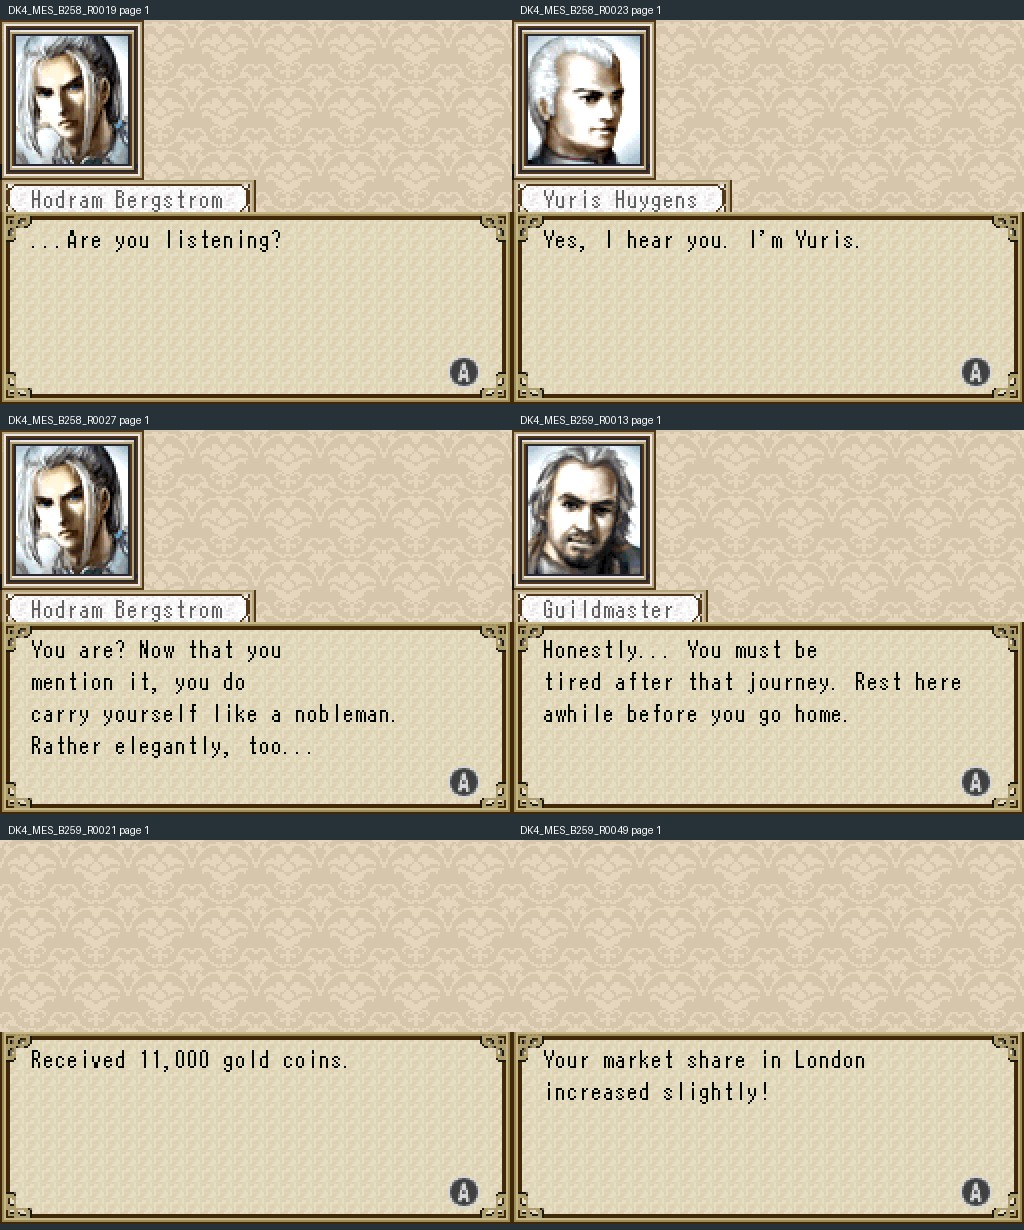 DK4_MES_B258_R0019 page 1
Hodram Bergstrom
...Are you listening?
A
DK4_MES_B258_R0023 page 1
Yuris Huygens
Yes, I hear you. I'm Yuris.
A
DK4_MES_B258_R0027 page 1
Hodram Bergstrom
You are? Now that you
mention it, you do
carry yourself like a nobleman.
Rather elegantly, too...
A
DK4_MES_B259_R0013 page 1
Guildmaster
Honestly... You must be
tired after that journey. Rest here
awhile before you go home.
A
DK4_MES_B259_R0021 page 1
Received 11,000 gold coins.
A
DK4_MES_B259_R0049 page 1
Your market share in London
increased slightly!
A